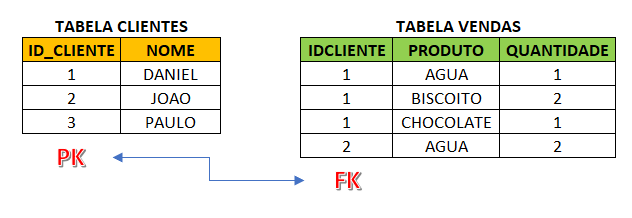 TABELA CLIENTES
ID_CLIENTE NOME
1 DANIEL
2 JOAO
3 PAULO
PK
TABELA VENDAS
IDCLIENTE PRODUTO QUANTIDADE
1 AGUA 1
1 BISCOITO 2
1 CHOCOLATE 1
2 AGUA 2
FK